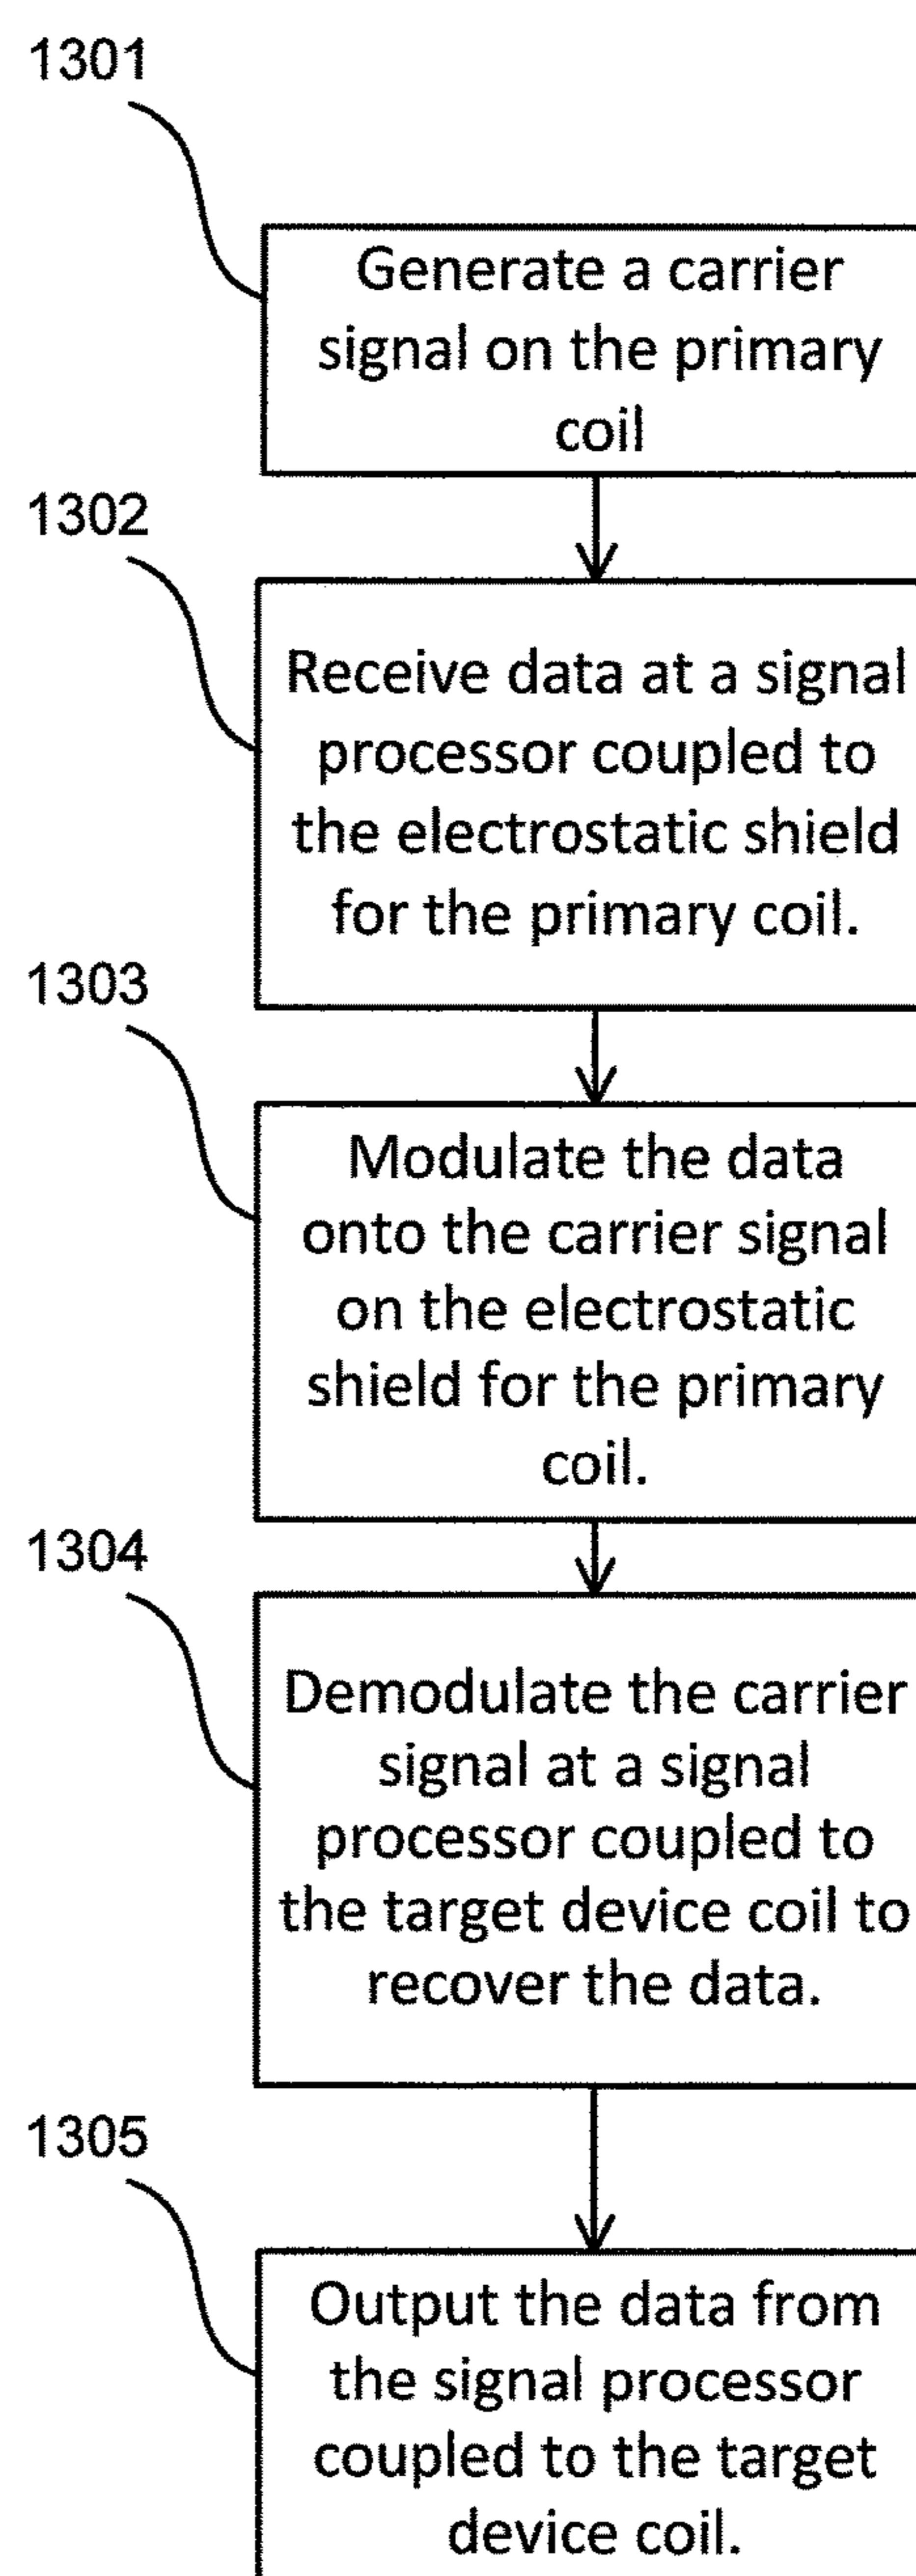 1301
Generate a carrier
signal on the primary
coil
1302
Receive data at a signal
processor coupled to
the electrostatic shield
for the primary coil.
1303
Modulate the data
onto the carrier signal
on the electrostatic
shield for the primary
coil.
1304
Demodulate the carrier
signal at a signal
processor coupled to
the target device coil to
recover the data.
1305
Output the data from
the signal processor
coupled to the target
device coil.